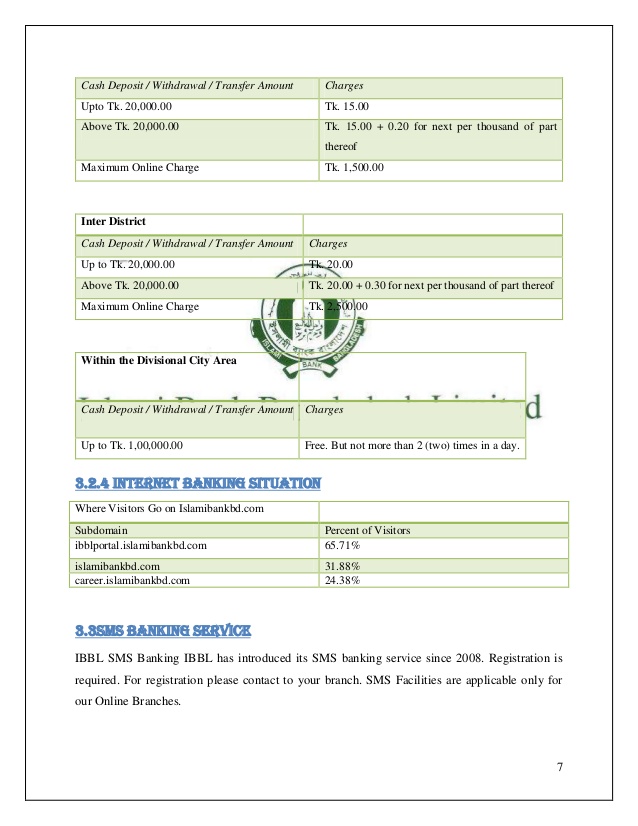 Cash Deposit / Withdrawal / Transfer Amount Charges
Upto Tk. 20,000.00 Tk. 15.00
Above Tk. 20,000.00 Tk. 15.00 + 0.20 for next per thousand of part
thereof
Maximum Online Charge Tk. 1,500.00
Inter District
Cash Deposit / Withdrawal / Transfer Amount Charges
Up to Tk. 20,000.00 Tk. 20.00
Above Tk. 20,000.00 Tk. 20.00 + 0.30 for next per thousand of part thereof
Maximum Online Charge Tk. 2,500.00
ISLAMI BANK BANGLADESH
Within the Divisional City Area
Cash Deposit / Withdrawal / Transfer Amount Charges
Up to Tk. 1,00,000.00 Free. But not more than 2 (two) times in a day.
3.2.4 INTERNET BANKING SITUATION
Where Visitors Go on Islamibankbd.com
Subdomain Percent of Visitors
ibblportal.islamibankbd.com 65.71%
islamibankbd.com 31.88%
career.islamibankbd.com 24.38%
3.3SMS BANKING SERVICE
IBBL SMS Banking IBBL has introduced its SMS banking service since 2008. Registration is
required. For registration please contact to your branch. SMS Facilities are applicable only for
our Online Branches.
7